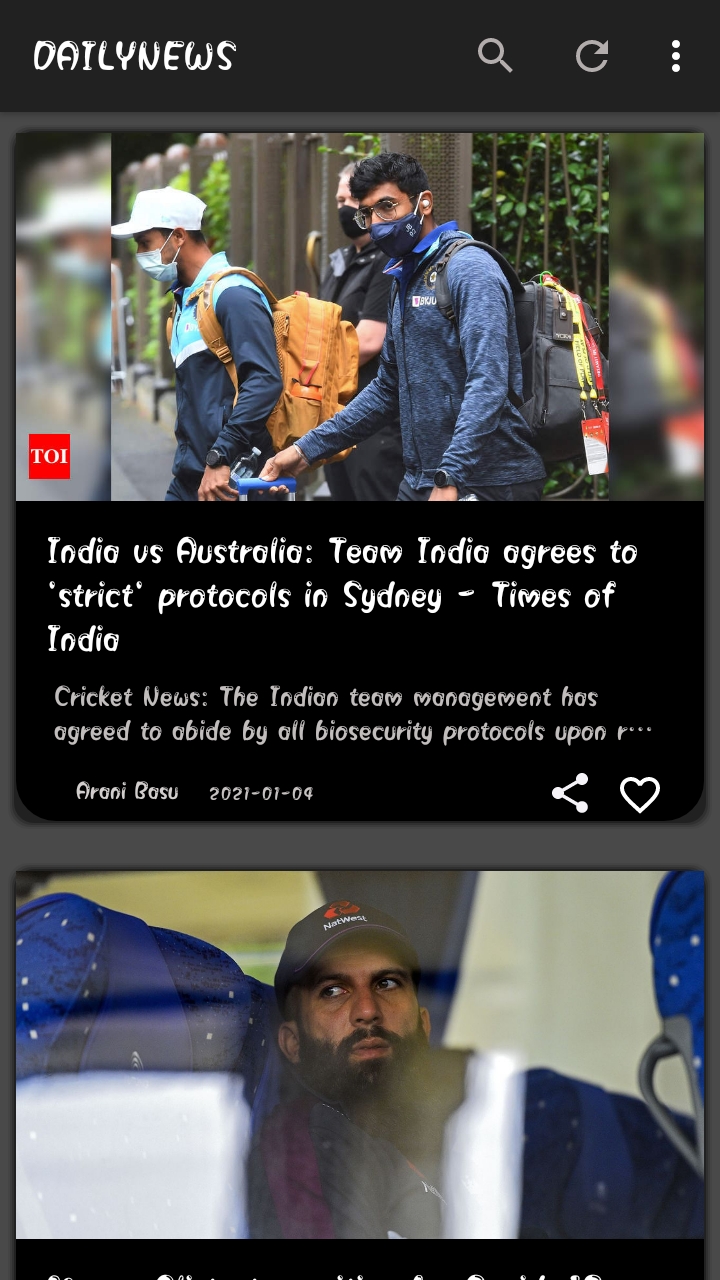 DAILYNEWS
BKJU
TOI
India vs Australia: Team India agrees to
'strict' protocols in Sydney - Times of
India
Cricket News: The Indian team management has
agreed to abide by all biosecurity protocols upon r...
Arani Basu 2021-01-04
NatWest